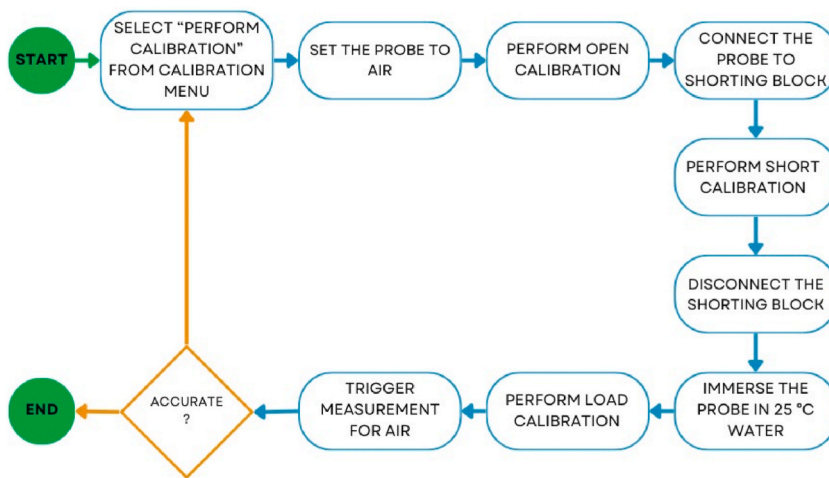 START
SELECT “PERFORM
CALIBRATION”
FROM CALIBRATION
MENU
SET THE PROBE TO
AIR
PERFORM OPEN
CALIBRATION
CONNECT THE
PROBE TO
SHORTING BLOCK
PERFORM SHORT
CALIBRATION
DISCONNECT THE
SHORTING BLOCK
IMMERSE THE
PROBE IN 25 °C
WATER
PERFORM LOAD
CALIBRATION
TRIGGER
MEASUREMENT
FOR AIR
ACCURATE
?
END